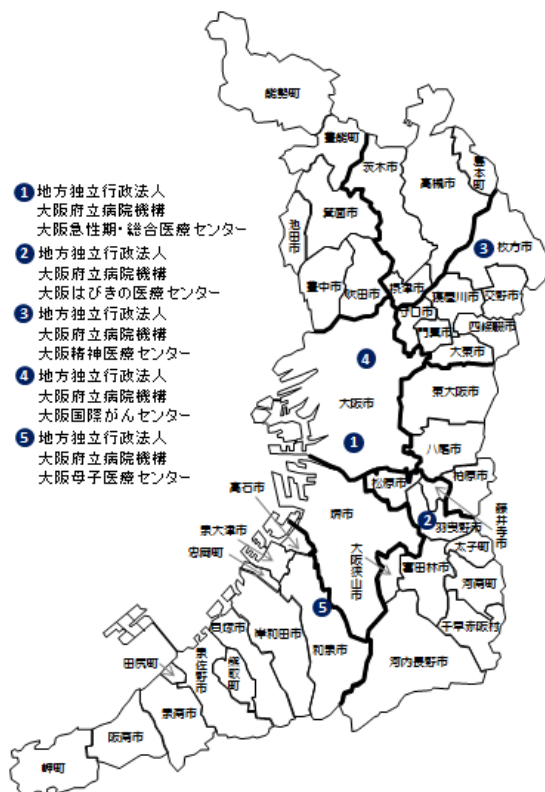 能勢町
豊能町
茨木市
高槻市
島本町
箕面市
池田市
❶地方独立行政法人
大阪府立病院機構
大阪急性期・総合医療センター
❷地方独立行政法人
大阪府立病院機構
大阪はびきの医療センター
❸地方独立行政法人
大阪府立病院機構
大阪精神医療センター
❹地方独立行政法人
大阪府立病院機構
大阪国際がんセンター
❺地方独立行政法人
大阪府立病院機構
大阪母子医療センター
❸
枚方市
豊中市
吹田市
摂津市
守口市
寝屋川市
交野市
門真市
四條畷市
大東市
❹
大阪市
東大阪市
❶
八尾市
松原市
柏原市
高石市
堺市
❷
羽曳野市
藤井寺市
泉大津市
忠岡町
大阪狭山市
太子町
富田林市
河南町
❺
千早赤阪村
貝塚市
岸和田市
和泉市
河内長野市
田尻町
泉佐野市
熊取町
泉南市
阪南市
岬町